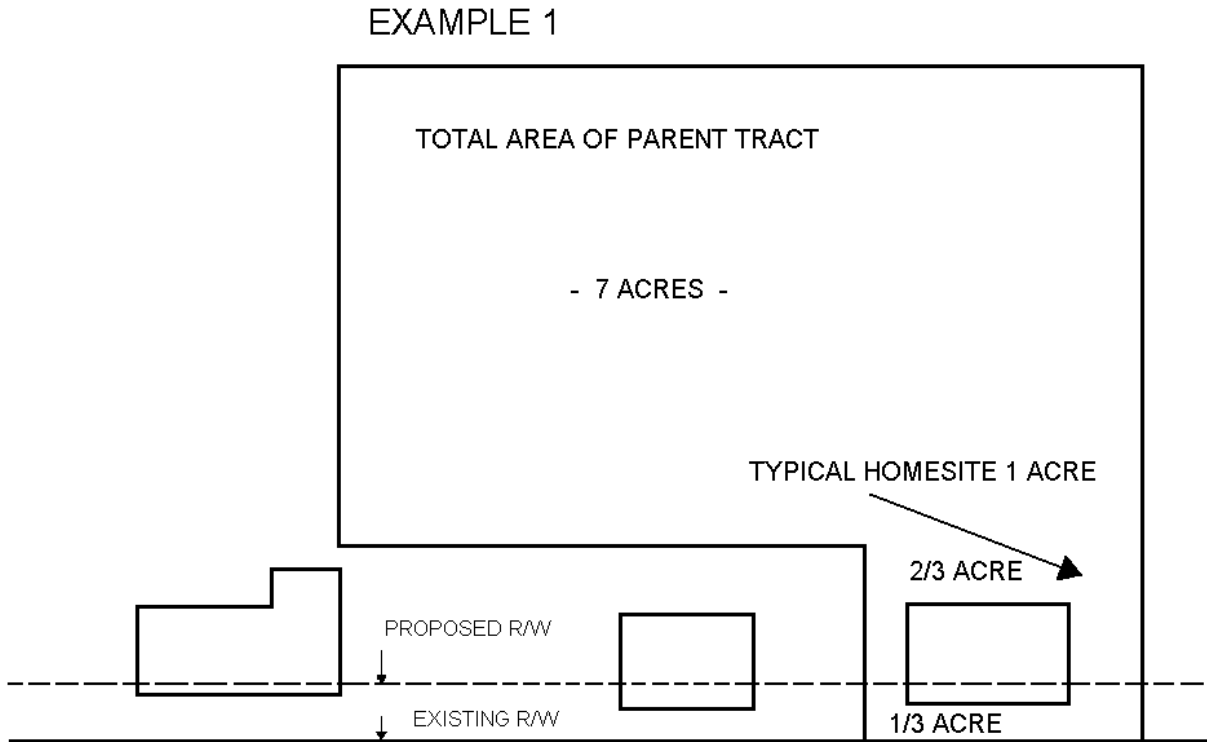 EXAMPLE 1
TOTAL AREA OF PARENT TRACT
- 7 ACRES -
TYPICAL HOMESITE 1 ACRE
2/3 ACRE
PROPOSED R/W
EXISTING R/W
1/3 ACRE